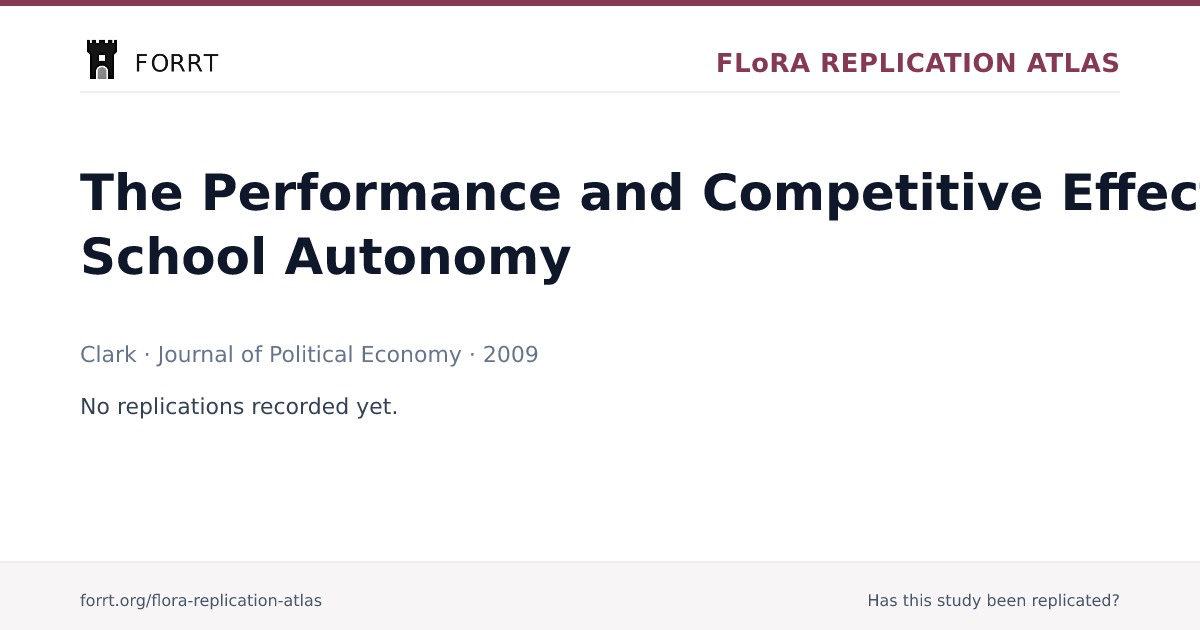 FORRT
FLoRA REPLICATION ATLAS
The Performance and Competitive Effec
School Autonomy
Clark · Journal of Political Economy · 2009
No replications recorded yet.
forrt.org/flora-replication-atlas
Has this study been replicated?